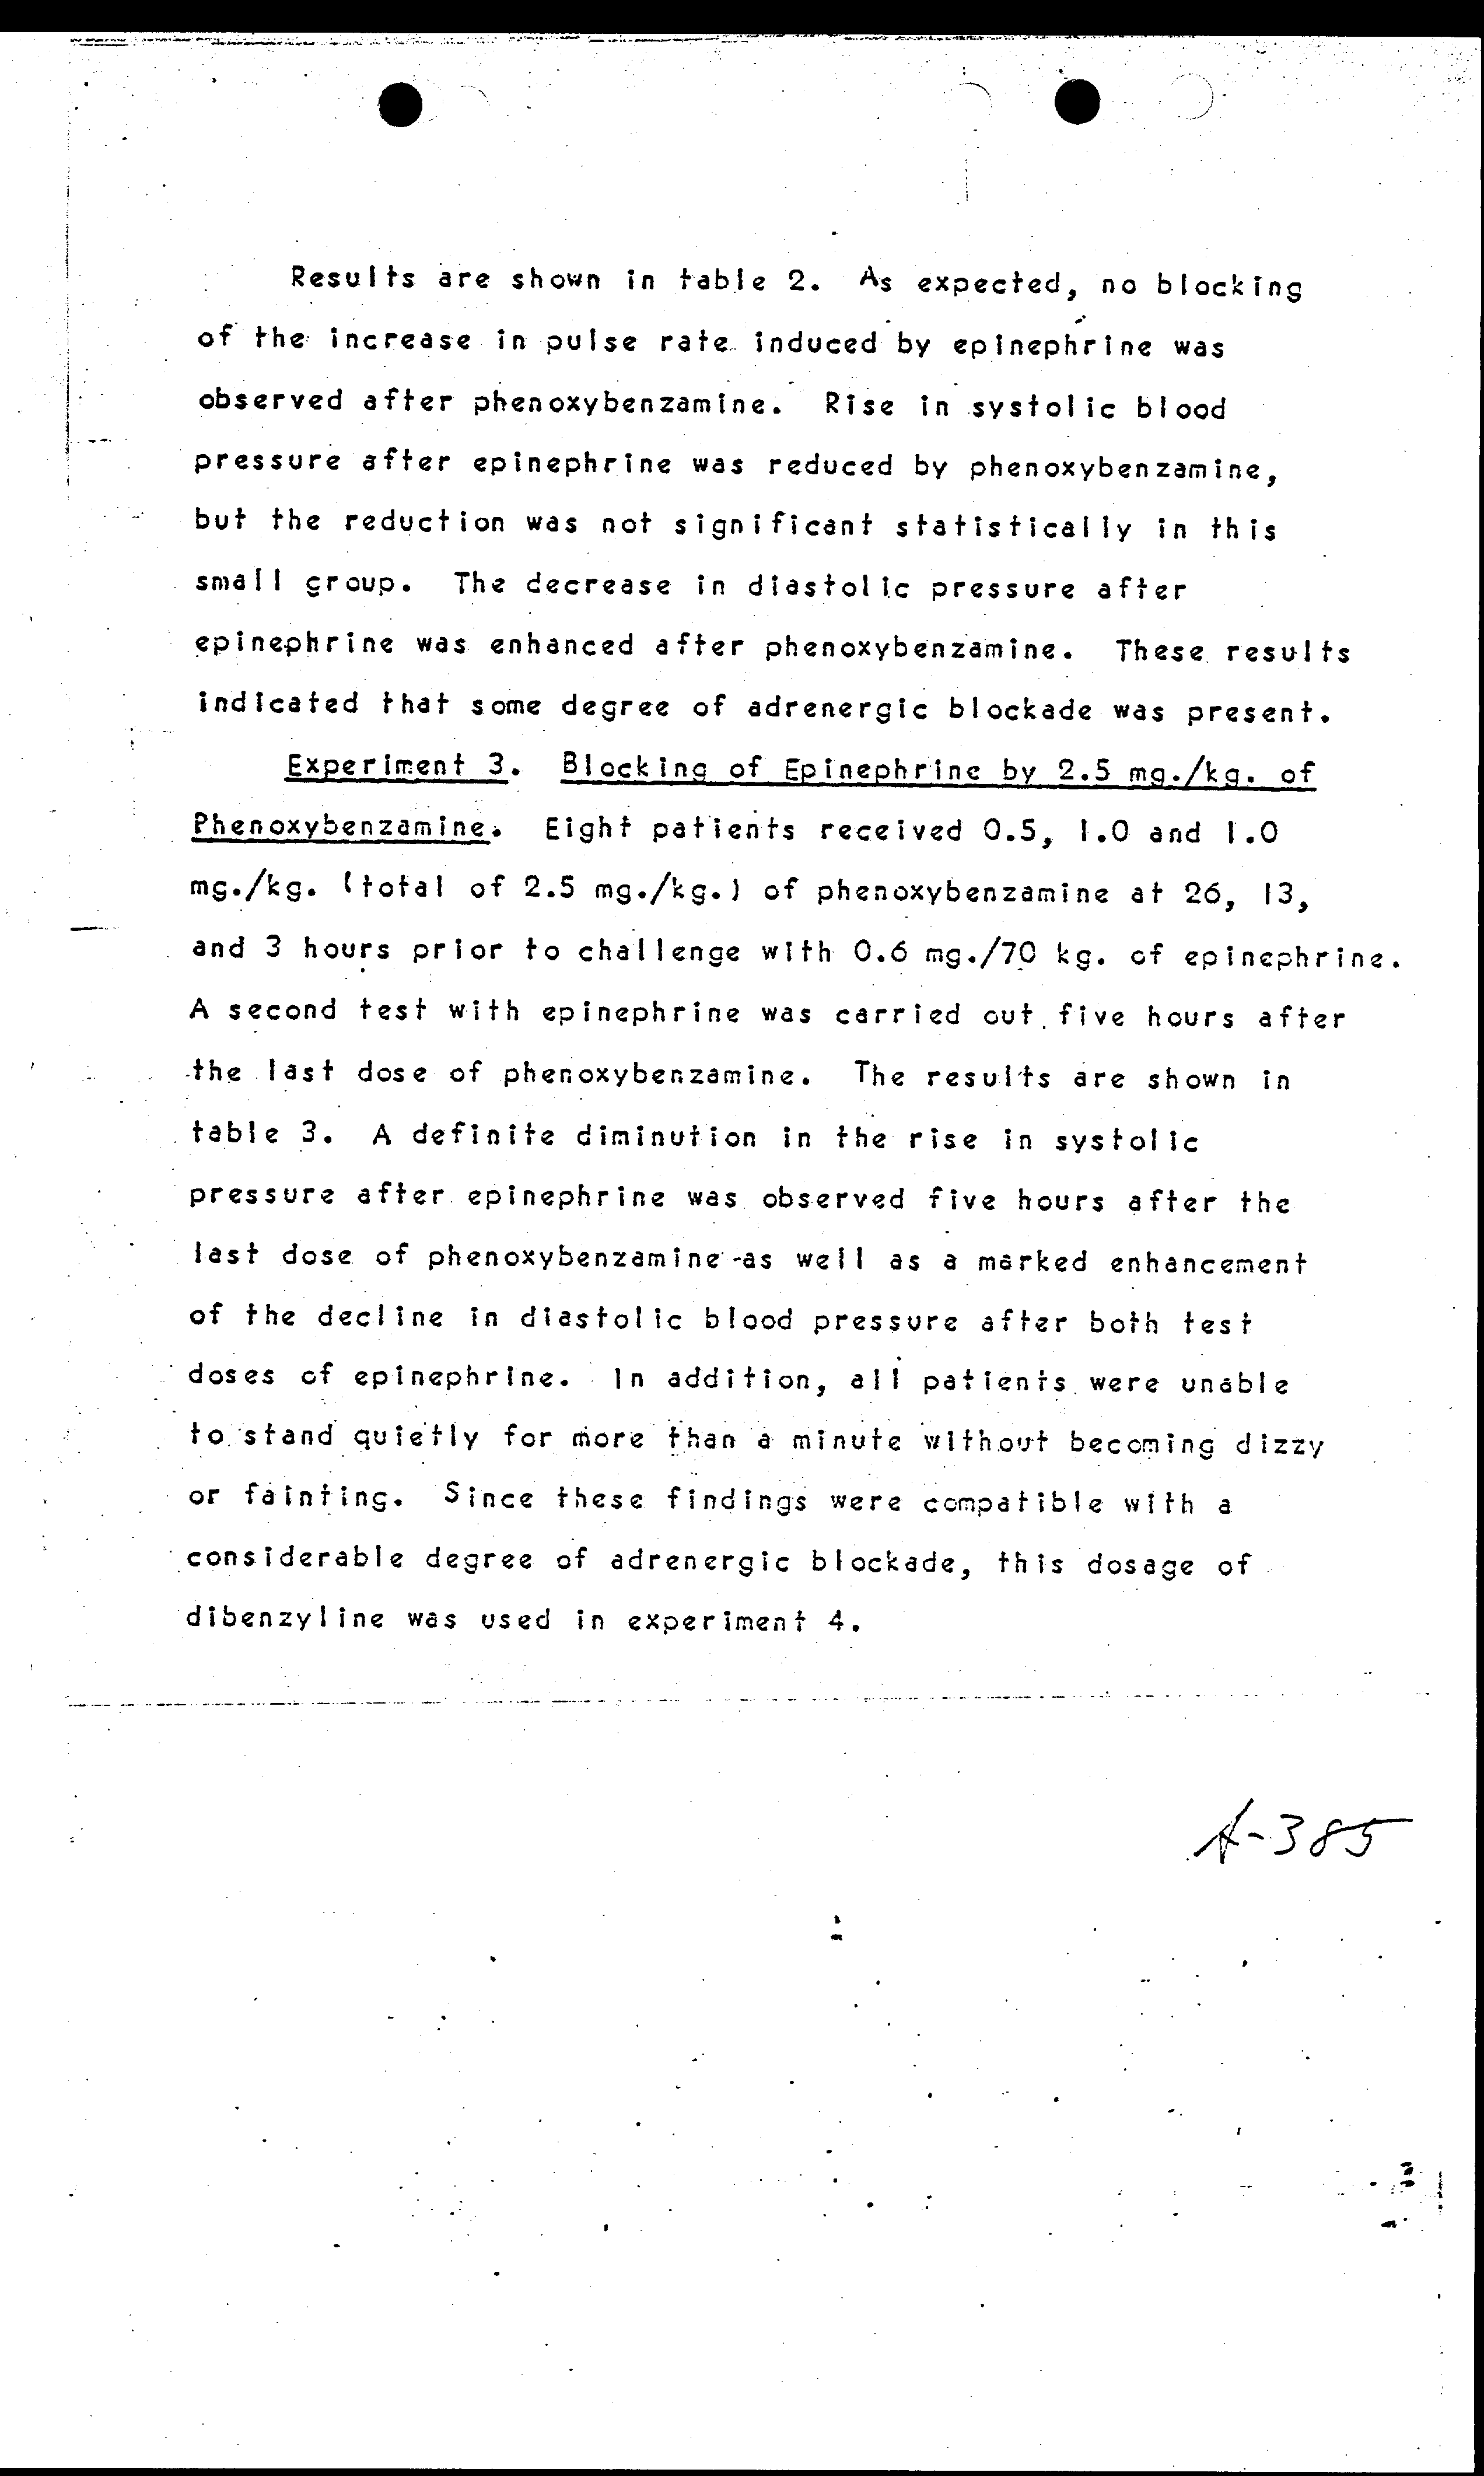 Results are shown in table 2. As expected, no blocking
of the increase in pulse rate induced by epinephrine was
observed after phenoxybenzamine. Rise in systolic blood
pressure after epinephrine was reduced by phenoxybenzamine,
but the reduction was not significant statistically in this
small group. The decrease in diastolic pressure after
epinephrine was enhanced after phenoxybenzamine. These results
indicated that some degree of adrenergic blockade was present.
Experiment 3. Blocking of Epinephrine by 2.5 mg./kg. of
Phenoxybenzamine. Eight patients received 0.5, 1.0 and 1.0
mg./kg. (total of 2.5 mg./kg.) of phenoxybenzamine at 26, 13,
and 3 hours prior to challenge with 0.6 mg./70 kg. of epinephrine.
A second test with epinephrine was carried out five hours after
the last dose of phenoxybenzamine. The results are shown in
table 3. A definite diminution in the rise in systolic
pressure after epinephrine was observed five hours after the
last dose of phenoxybenzamine as well as a marked enhancement
of the decline in diastolic blood pressure after both test
doses of epinephrine. In addition, all patients were unable
to stand quietly for more than a minute without becoming dizzy
or fainting. Since these findings were compatible with a
considerable degree of adrenergic blockade, this dosage of
dibenzyline was used in experiment 4.
A-385